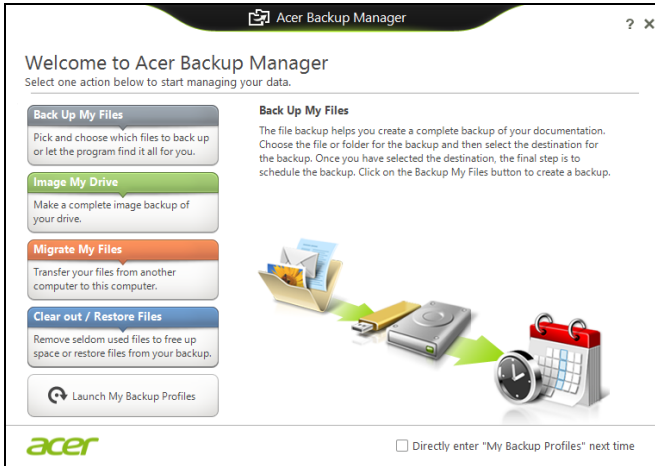 Acer Backup Manager
? X
Welcome to Acer Backup Manager
Select one action below to start managing your data.
Back Up My Files
Pick and choose which files to back up
or let the program find it all for you.
Image My Drive
Make a complete image backup of
your drive.
Migrate My Files
Transfer your files from another
computer to this computer.
Clear out / Restore Files
Remove seldom used files to free up
space or restore files from your backup.
Launch My Backup Profiles
Back Up My Files
The file backup helps you create a complete backup of your documentation.
Choose the file or folder for the backup and then select the destination for
the backup. Once you have selected the destination, the final step is to
schedule the backup. Click on the Backup My Files button to create a backup.
acer
Directly enter "My Backup Profiles" next time